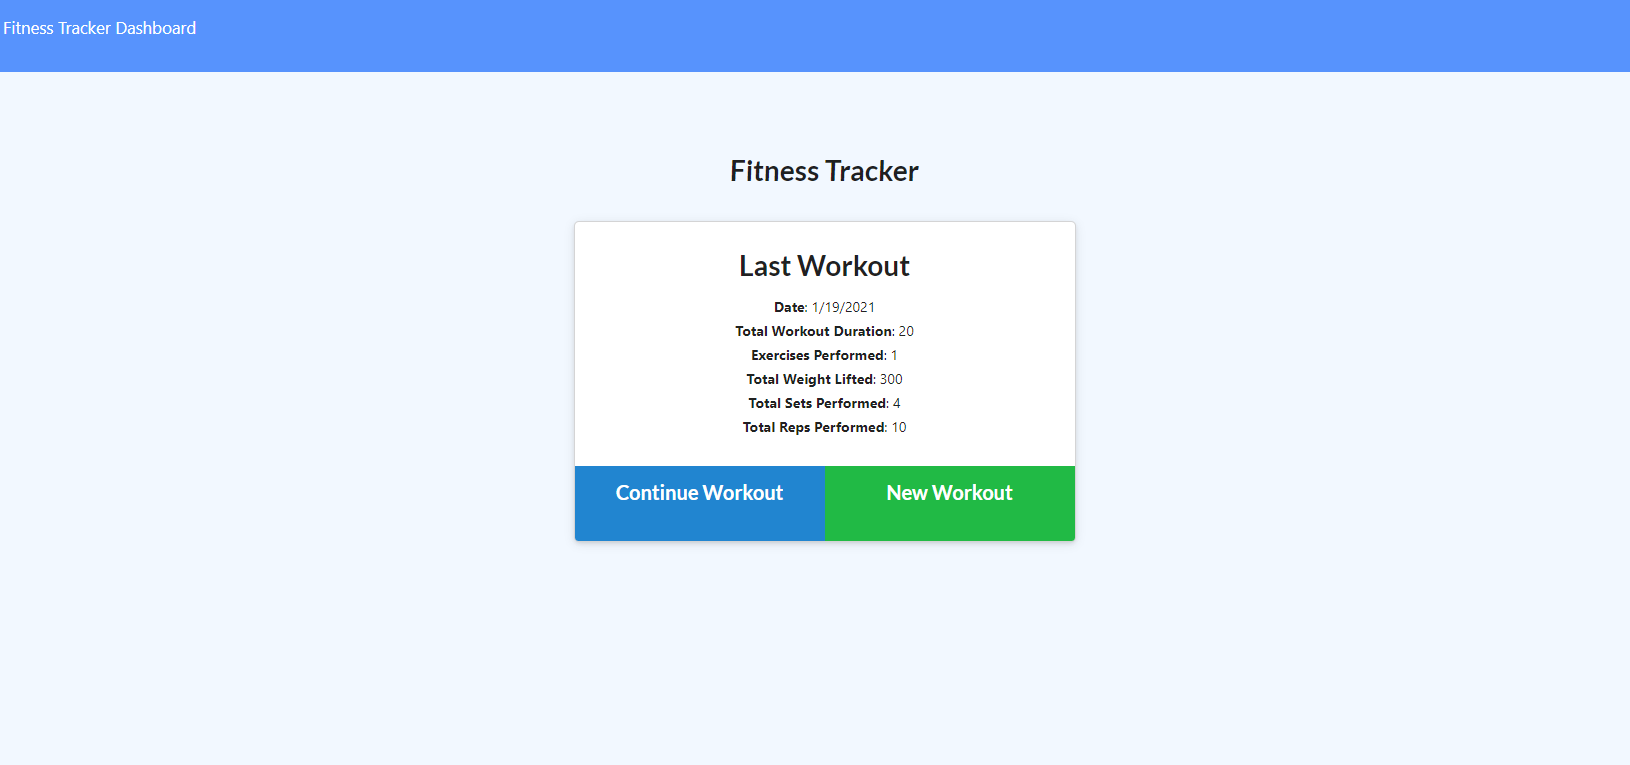 Fitness Tracker Dashboard
Fitness Tracker
Last Workout
Date: 1/19/2021
Total Workout Duration: 20
Exercises Performed: 1
Total Weight Lifted: 300
Total Sets Performed: 4
Total Reps Performed: 10
Continue Workout New Workout